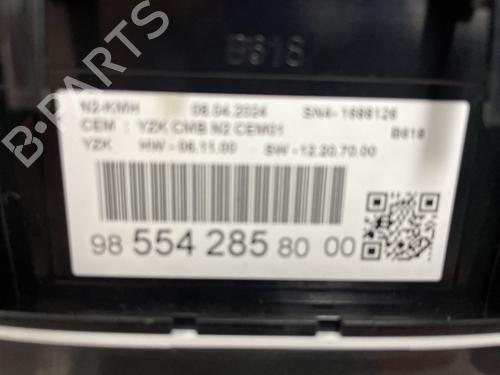 B618
B-PARTS
N2-KMH 08.04.2024 SN4-1688126
CEM : YZK CMB N2 CEM01 B618
YZK HW-06.11.00 SW-12.20.70.00
98 554 285 80 00